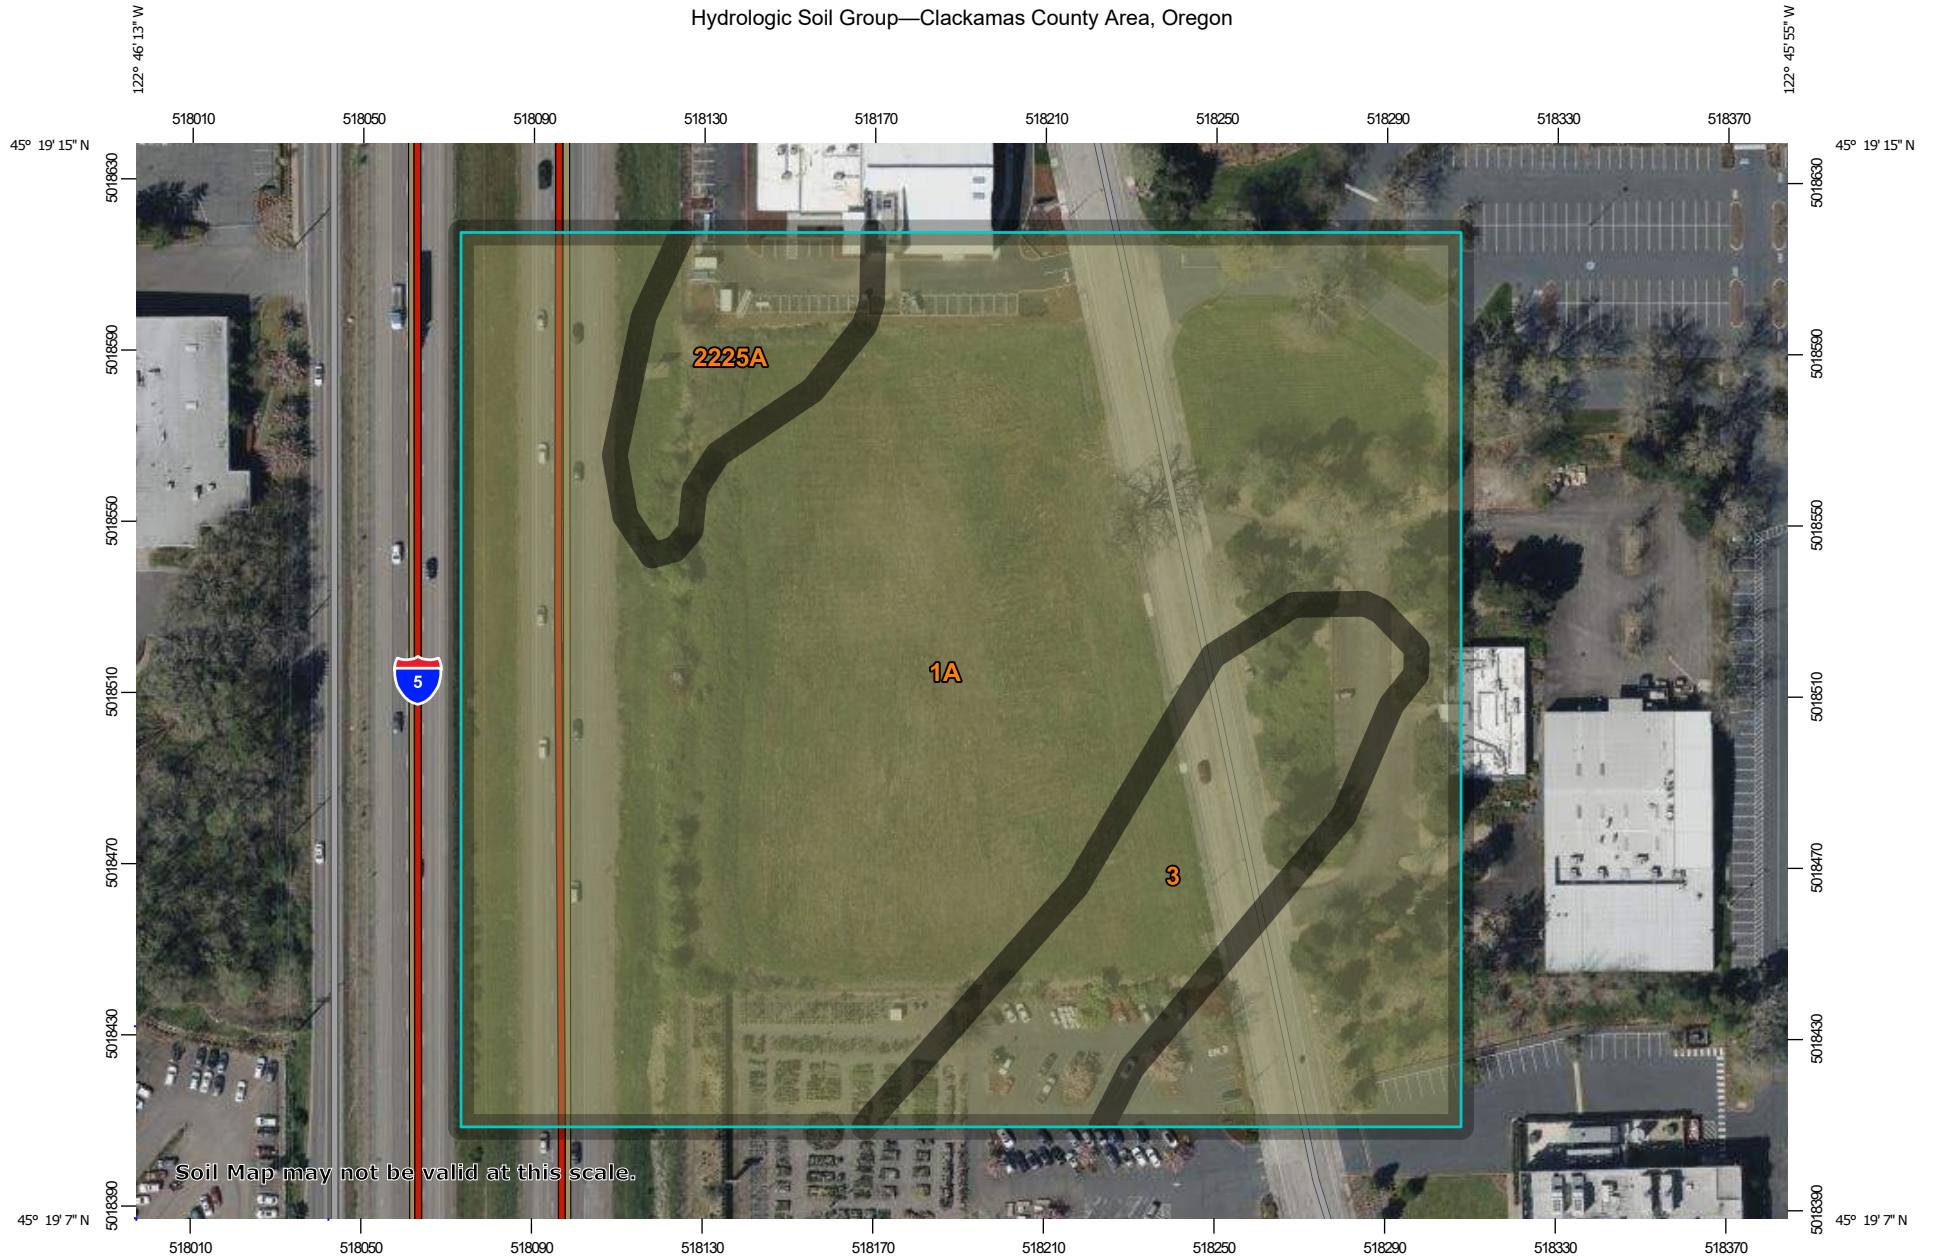 Hydrologic Soil Group—Clackamas County Area, Oregon
122° 46' 13" W
122° 45' 55" W
518010 518050 518090 518130 518170 518210 518250 518290 518330 518370
45° 19' 15" N
45° 19' 15" N
5018630
5018630
5018590
5018590
2225A
5018550
5018550
5018510
5018510
1A
5
5018470
5018470
3
5018430
5018430
Soil Map may not be valid at this scale.
5018390
5018390
45° 19' 7" N
45° 19' 7" N
518010 518050 518090 518130 518170 518210 518250 518290 518330 518370